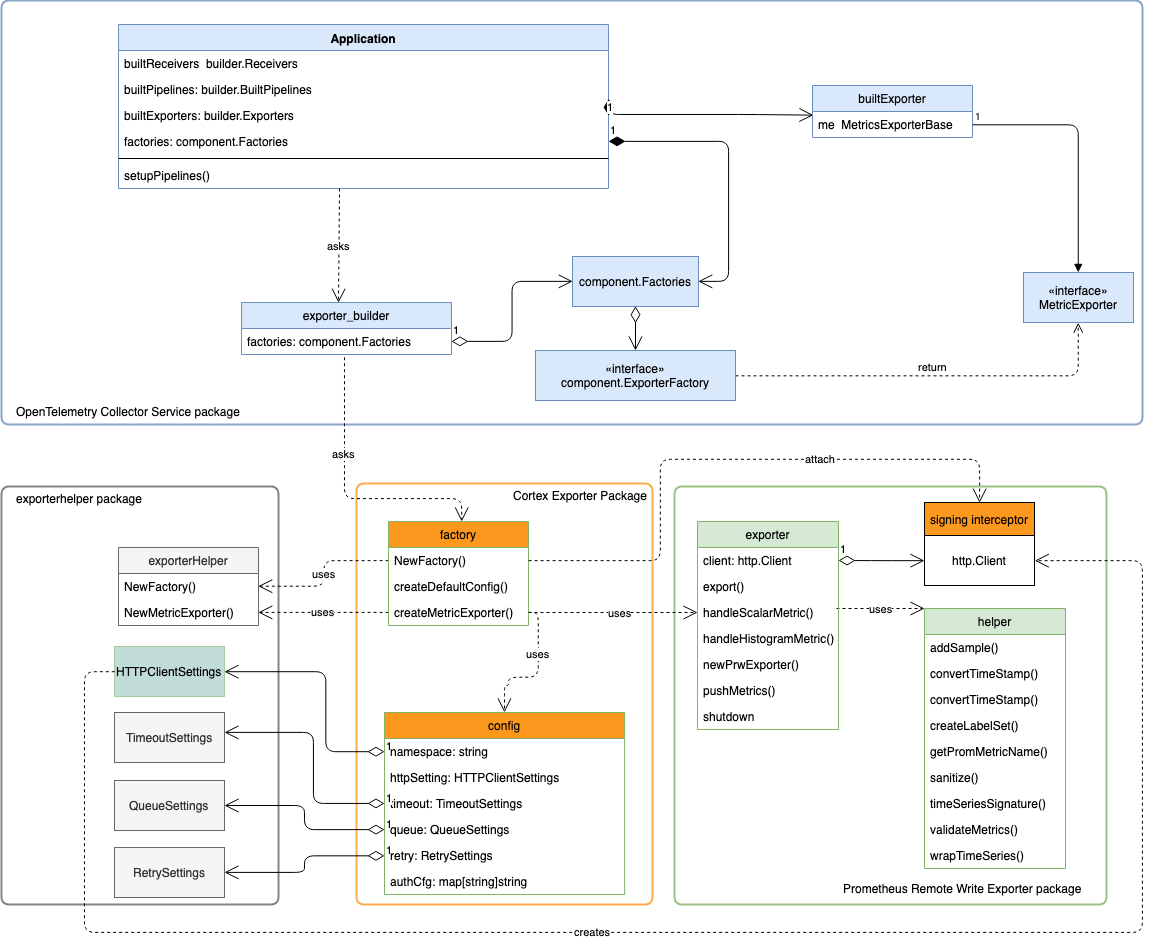 Application
builtReceivers  builder.Receivers
builtPipelines: builder.BuiltPipelines
builtExporters: builder.Exporters
factories: component.Factories
setupPipelines()
1
1
builtExporter
me  MetricsExporterBase
1
asks
component.Factories
«interface»
MetricExporter
exporter_builder
factories: component.Factories
1
«interface»
component.ExporterFactory
return
OpenTelemetry Collector Service package
asks
attach
exporterhelper package
exporterHelper
NewFactory()
NewMetricExporter()
HTTPClientSettings
TimeoutSettings
QueueSettings
RetrySettings
uses
uses
Cortex Exporter Package
factory
NewFactory()
createDefaultConfig()
createMetricExporter()
uses
uses
config
1
namespace: string
httpSetting: HTTPClientSettings
1
timeout: TimeoutSettings
1
queue: QueueSettings
1
retry: RetrySettings
authCfg: map[string]string
exporter
client: http.Client
export()
handleScalarMetric()
handleHistogramMetric()
newPrwExporter()
pushMetrics()
shutdown
1
uses
signing interceptor
http.Client
helper
addSample()
convertTimeStamp()
convertTimeStamp()
createLabelSet()
getPromMetricName()
sanitize()
timeSeriesSignature()
validateMetrics()
wrapTimeSeries()
Prometheus Remote Write Exporter package
creates